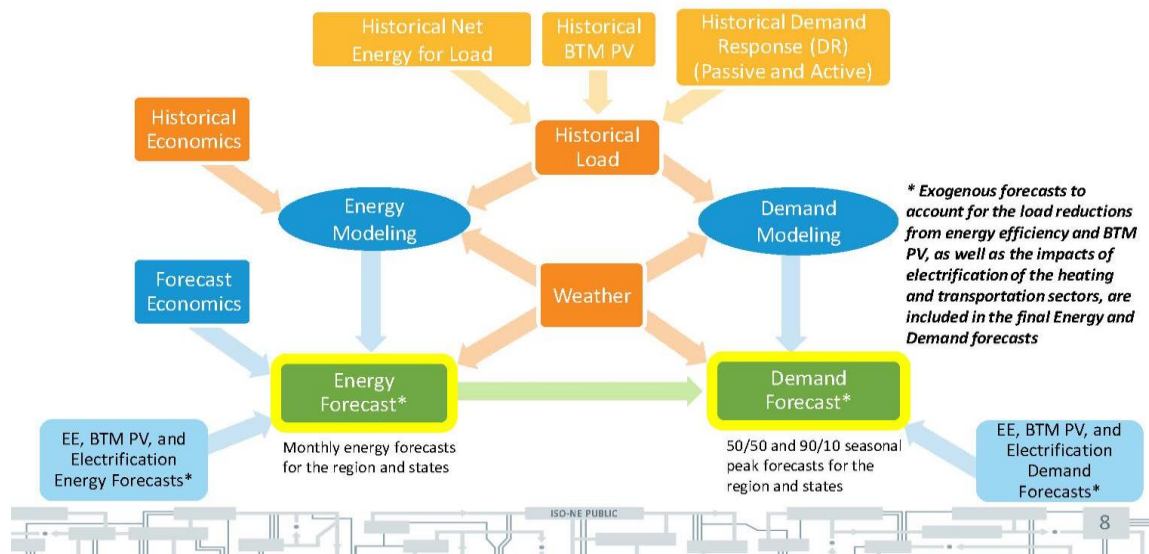 Historical Net
Energy for Load
Historical
BTM PV
Historical Demand
Response (DR)
(Passive and Active)
Historical
Economics
Historical
Load
Energy
Modeling
Demand
Modeling
* Exogenous forecasts to
account for the load reductions
from energy efficiency and BTM
PV, as well as the impacts of
electrification of the heating
and transportation sectors, are
included in the final Energy and
Demand forecasts
Forecast
Economics
Weather
Energy
Forecast*
Demand
Forecast*
EE, BTM PV, and
Electrification
Energy Forecasts*
Monthly energy forecasts
for the region and states
50/50 and 90/10 seasonal
peak forecasts for the
region and states
EE, BTM PV, and
Electrification
Demand
Forecasts*
ISO-NE PUBLIC
8